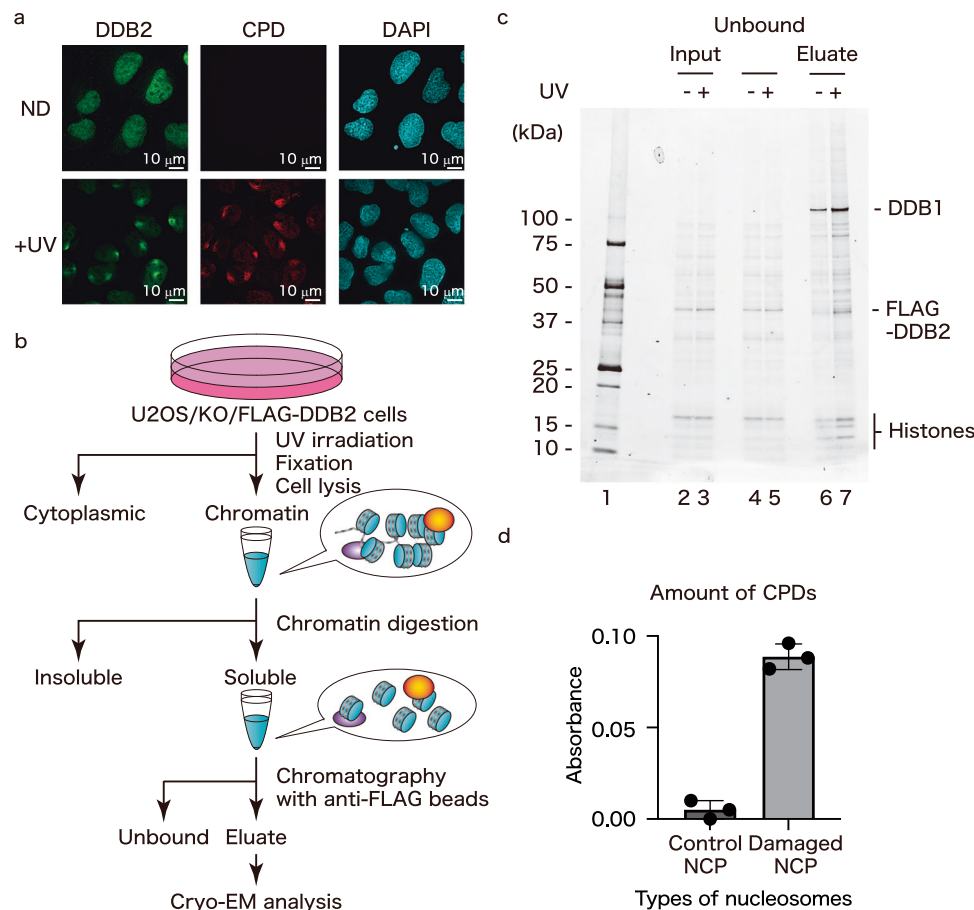 a
DDB2 CPD DAPI
ND
10 μm 10 μm 10 μm
+UV
10 μm 10 μm 10 μm
b
U2OS/KO/FLAG-DDB2 cells
UV irradiation
Fixation
Cell lysis
Cytoplasmic Chromatin
Chromatin digestion
Insoluble Soluble
Chromatography
with anti-FLAG beads
Unbound Eluate
Cryo-EM analysis
c
Unbound
Input Eluate
UV - + - + - +
(kDa)
100 -
75 -
50 -
37 -
25 -
20 -
15 -
10 -
- DDB1
- FLAG
-DDB2
- Histones
1 2 3 4 5 6 7
d
Amount of CPDs
0.10
0.05
0.00
Absorbance
Control Damaged
NCP NCP
Types of nucleosomes